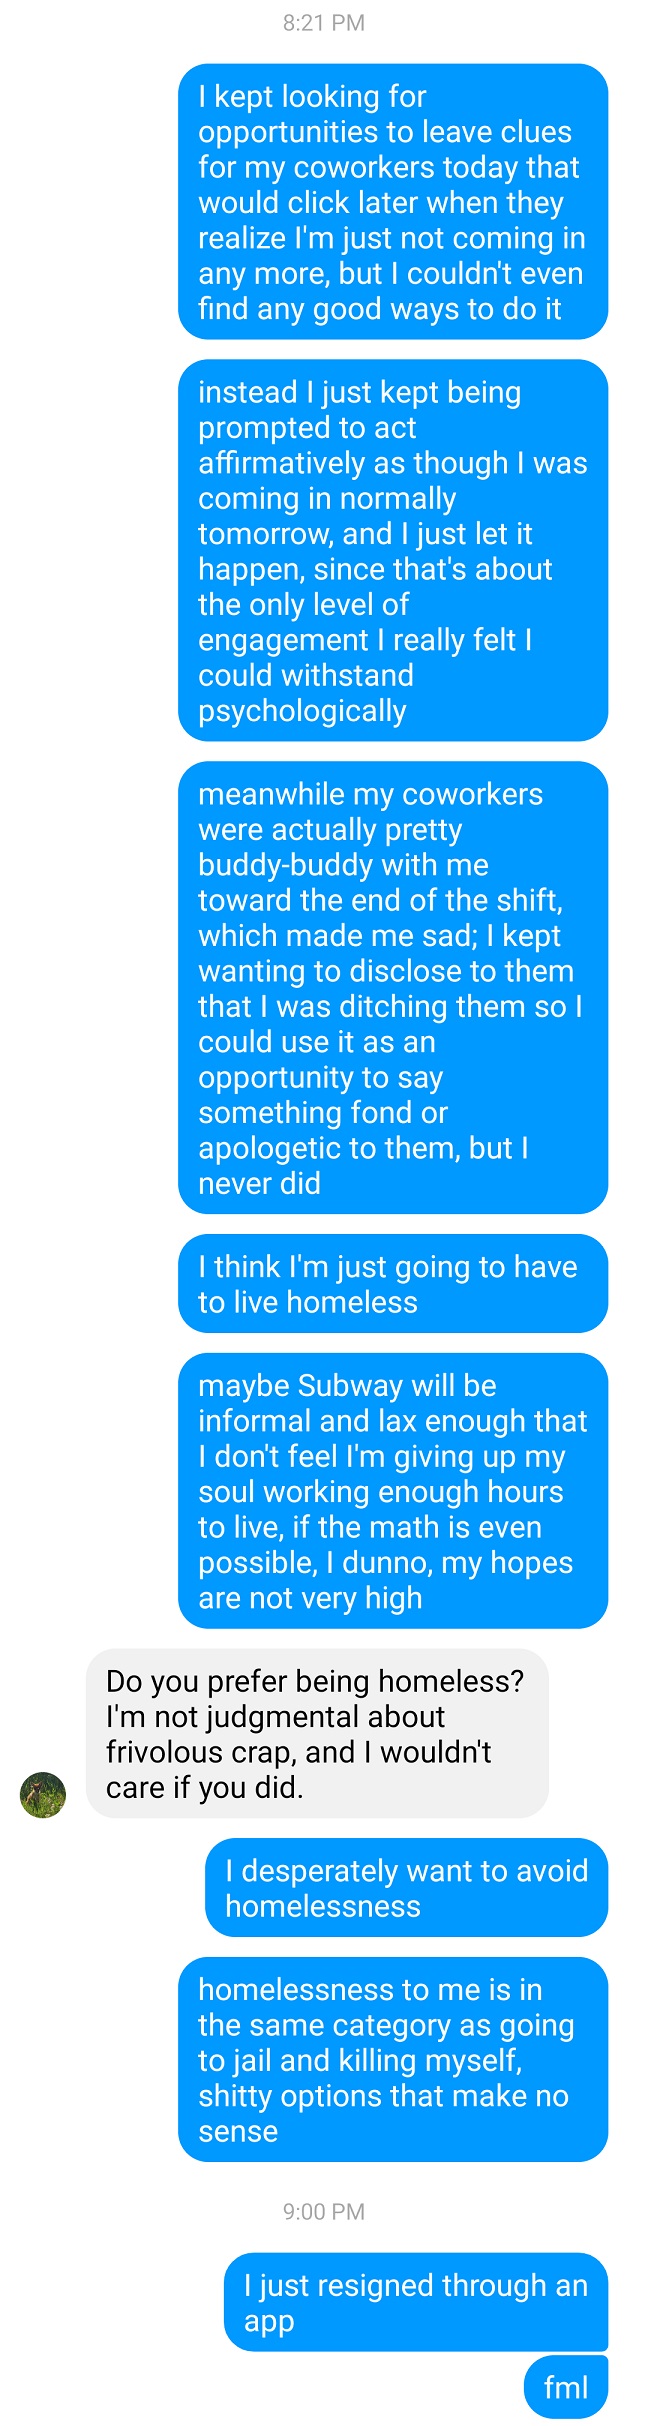 8:21 PM
I kept looking for
opportunities to leave clues
for my coworkers today that
would click later when they
realize I'm just not coming in
any more, but I couldn't even
find any good ways to do it
instead I just kept being
prompted to act
affirmatively as though I was
coming in normally
tomorrow, and I just let it
happen, since that's about
the only level of
engagement I really felt I
could withstand
psychologically
meanwhile my coworkers
were actually pretty
buddy-buddy with me
toward the end of the shift,
which made me sad; I kept
wanting to disclose to them
that I was ditching them so I
could use it as an
opportunity to say
something fond or
apologetic to them, but I
never did
I think I'm just going to have
to live homeless
maybe Subway will be
informal and lax enough that
I don't feel I'm giving up my
soul working enough hours
to live, if the math is even
possible, I dunno, my hopes
are not very high
Do you prefer being homeless?
I'm not judgmental about
frivolous crap, and I wouldn't
care if you did.
I desperately want to avoid
homelessness
homelessness to me is in
the same category as going
to jail and killing myself,
shitty options that make no
sense
9:00 PM
I just resigned through an
app
fml